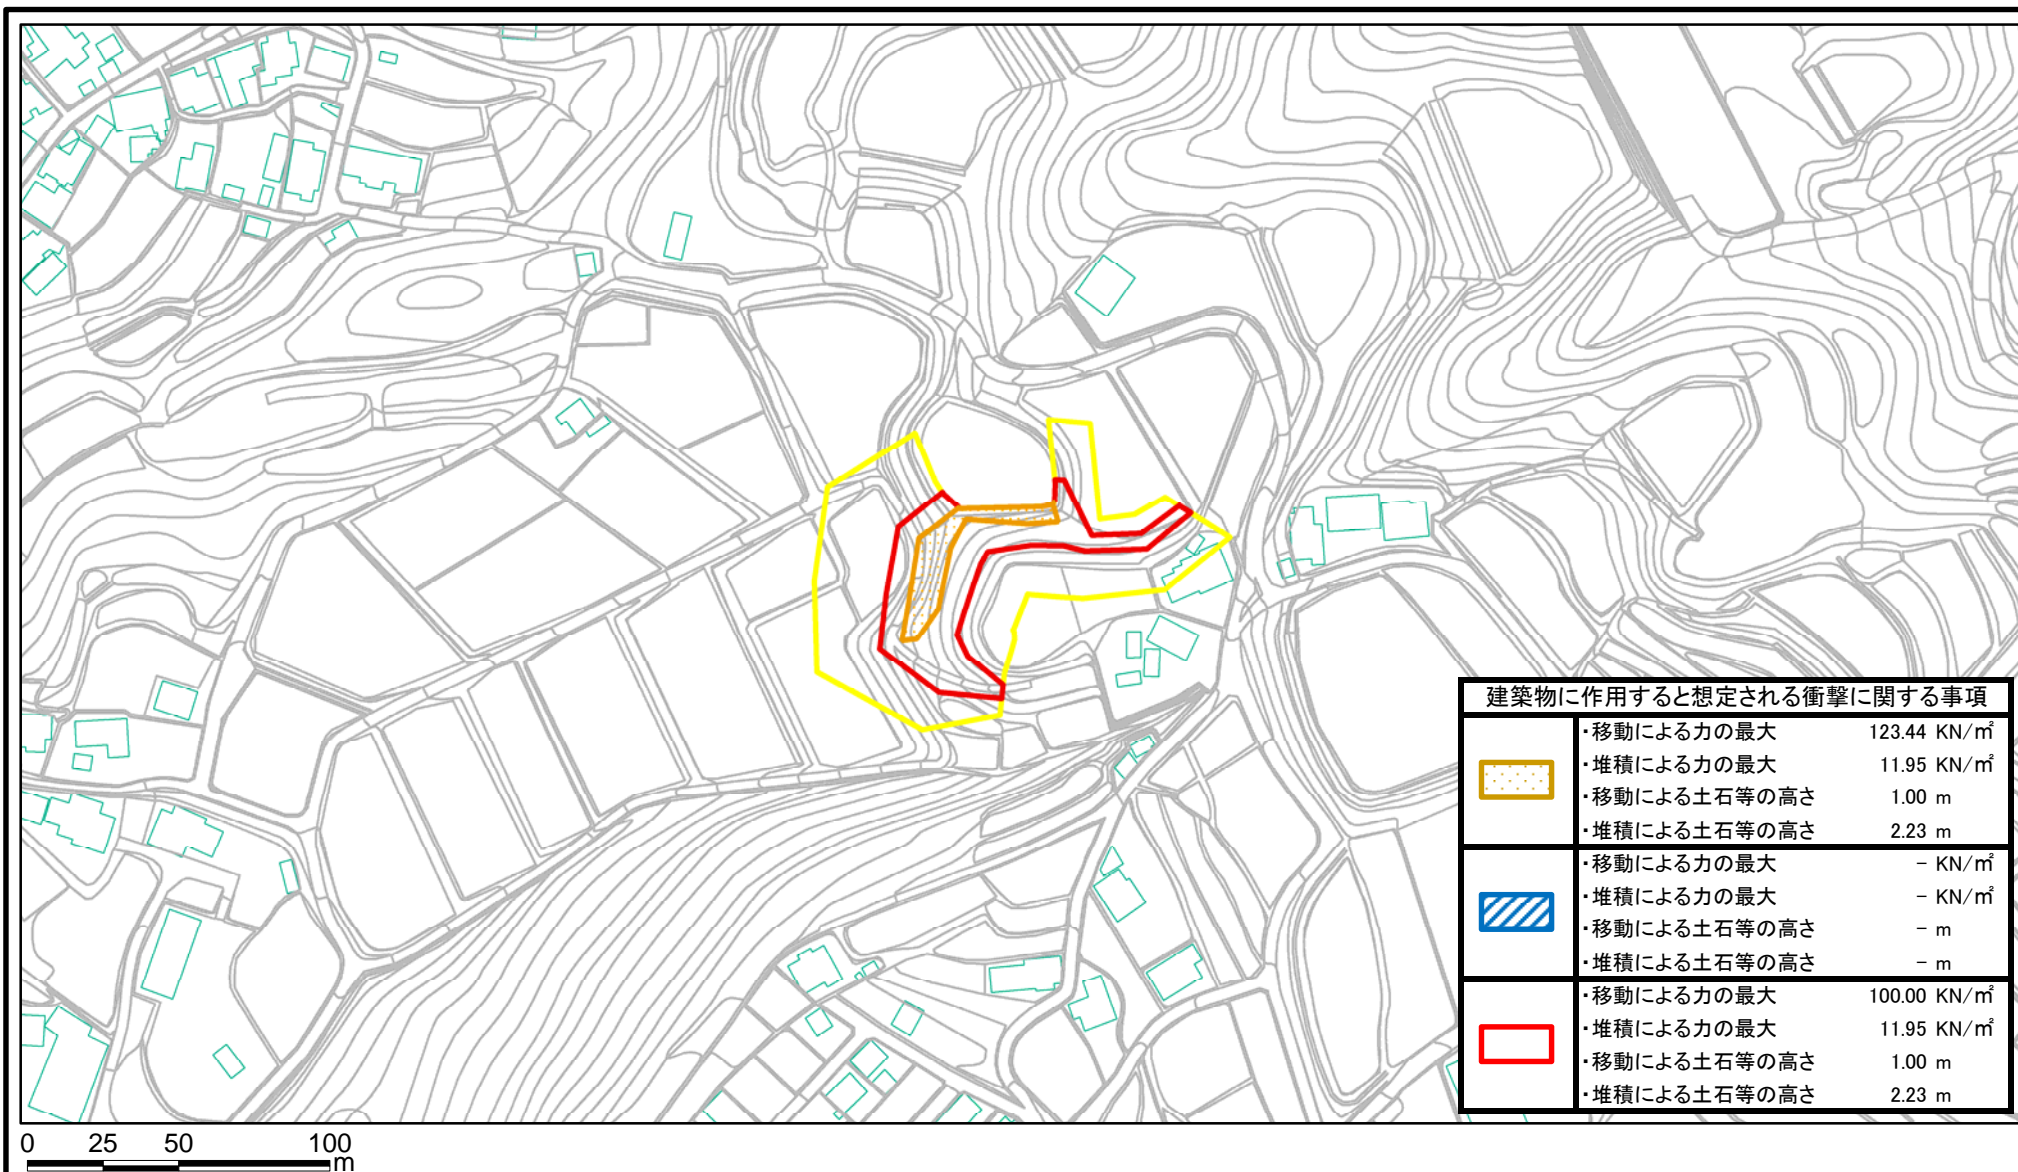 建築物に作用すると想定される衝撃に関する事項
・移動による力の最大 123.44 KN/㎡
・堆積による力の最大 11.95 KN/㎡
・移動による土石等の高さ 1.00 m
・堆積による土石等の高さ 2.23 m
・移動による力の最大 － KN/㎡
・堆積による力の最大 － KN/㎡
・移動による土石等の高さ － m
・堆積による土石等の高さ － m
・移動による力の最大 100.00 KN/㎡
・堆積による力の最大 11.95 KN/㎡
・移動による土石等の高さ 1.00 m
・堆積による土石等の高さ 2.23 m
0 25 50 100
m